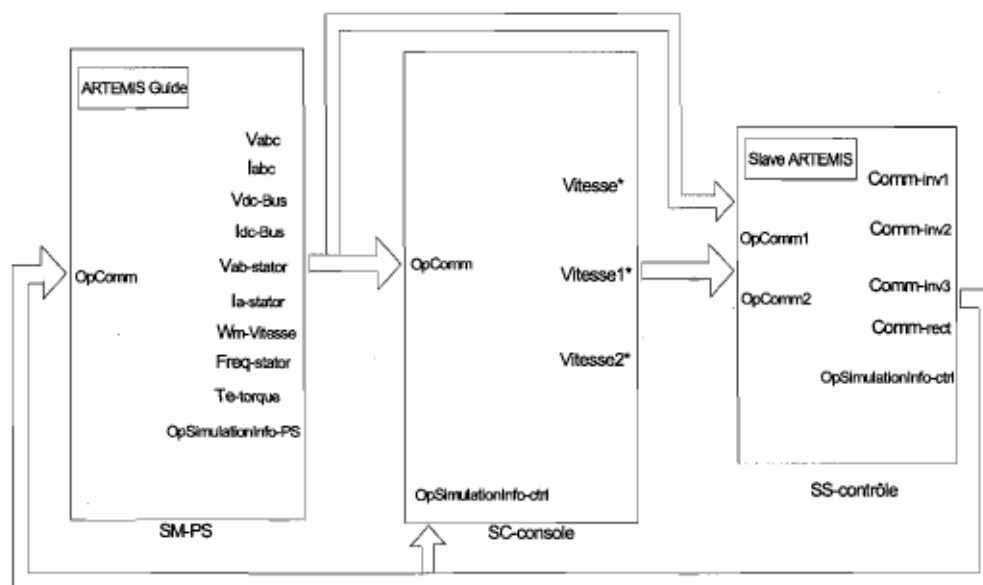 ARTEMIS Guide
Vabc
Iabc
Vdc-Bus
Idc-Bus
Vab-stator
Ia-stator
Wm-Vitesse
Freq-stator
Te-torque
OpSimulationInfo-PS
OpComm
SM-PS
Vitesse*
OpComm
Vitesse1*
Vitesse2*
OpSimulationInfo-ctrl
SC-console
Slave ARTEMIS
Comm-inv1
OpComm1
Comm-inv2
OpComm2
Comm-inv3
Comm-rect
OpSimulationInfo-ctrl
SS-contrôle